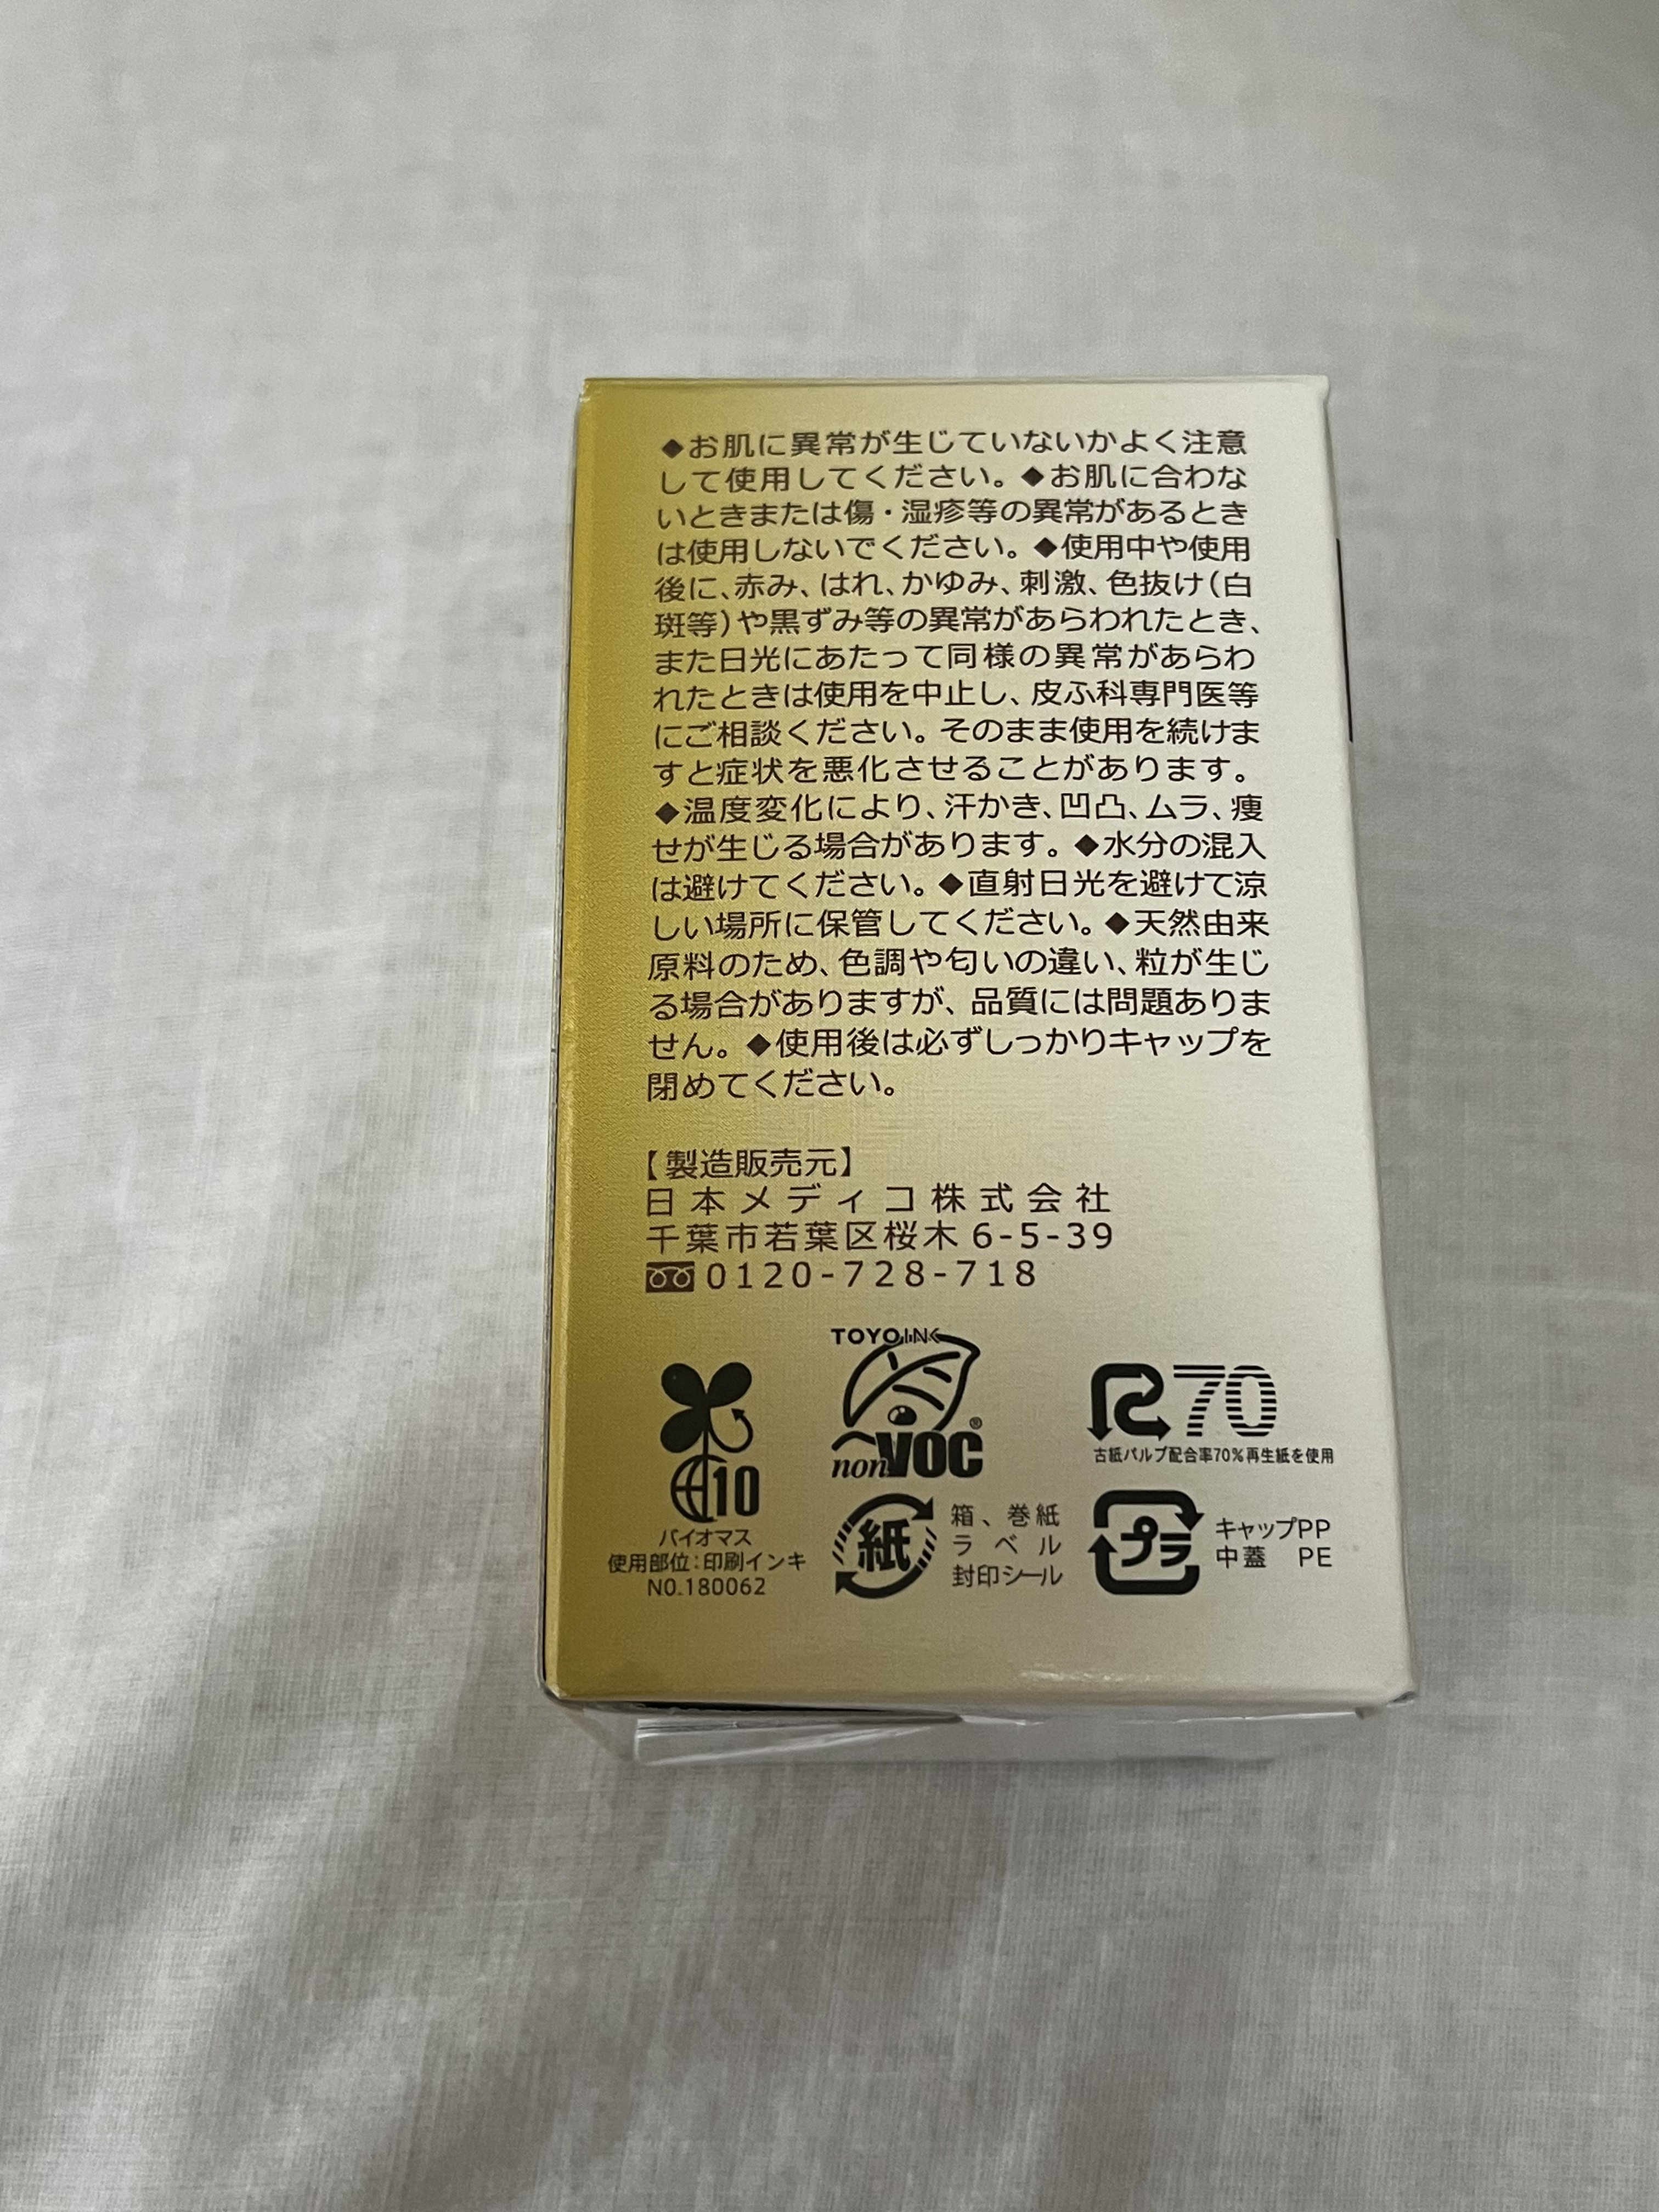 ◆お肌に異常が生じていないかよく注意
して使用してください。◆お肌に合わな
いときまたは傷・湿疹等の異常があるとき
は使用しないでください。◆使用中や使用
後に、赤み、はれ、かゆみ、刺激、色抜け(白
斑等)や黒ずみ等の異常があらわれたとき、
また日光にあたって同様の異常があらわ
れたときは使用を中止し、皮ふ科専門医等
にご相談ください。そのまま使用を続けま
すと症状を悪化させることがあります。
◆温度変化により、汗かき、凹凸、ムラ、痩
せが生じる場合があります。◆水分の混入
は避けてください。◆直射日光を避けて涼
しい場所に保管してください。◆天然由来
原料のため、色調や匂いの違い、粒が生じ
る場合がありますが、品質には問題ありま
せん。◆使用後は必ずしっかりキャップを
閉めてください。
【製造販売元】
日本メディコ株式会社
千葉市若葉区桜木6-5-39
0120-728-718
10
バイオマス
使用部位:印刷インキ
NO.180062
TOYO INK
nonVOC®
R70
古紙パルプ配合率70%再生紙を使用
紙
箱、巻紙
ラベル
封印シール
プラ
キャップPP
中蓋 PE